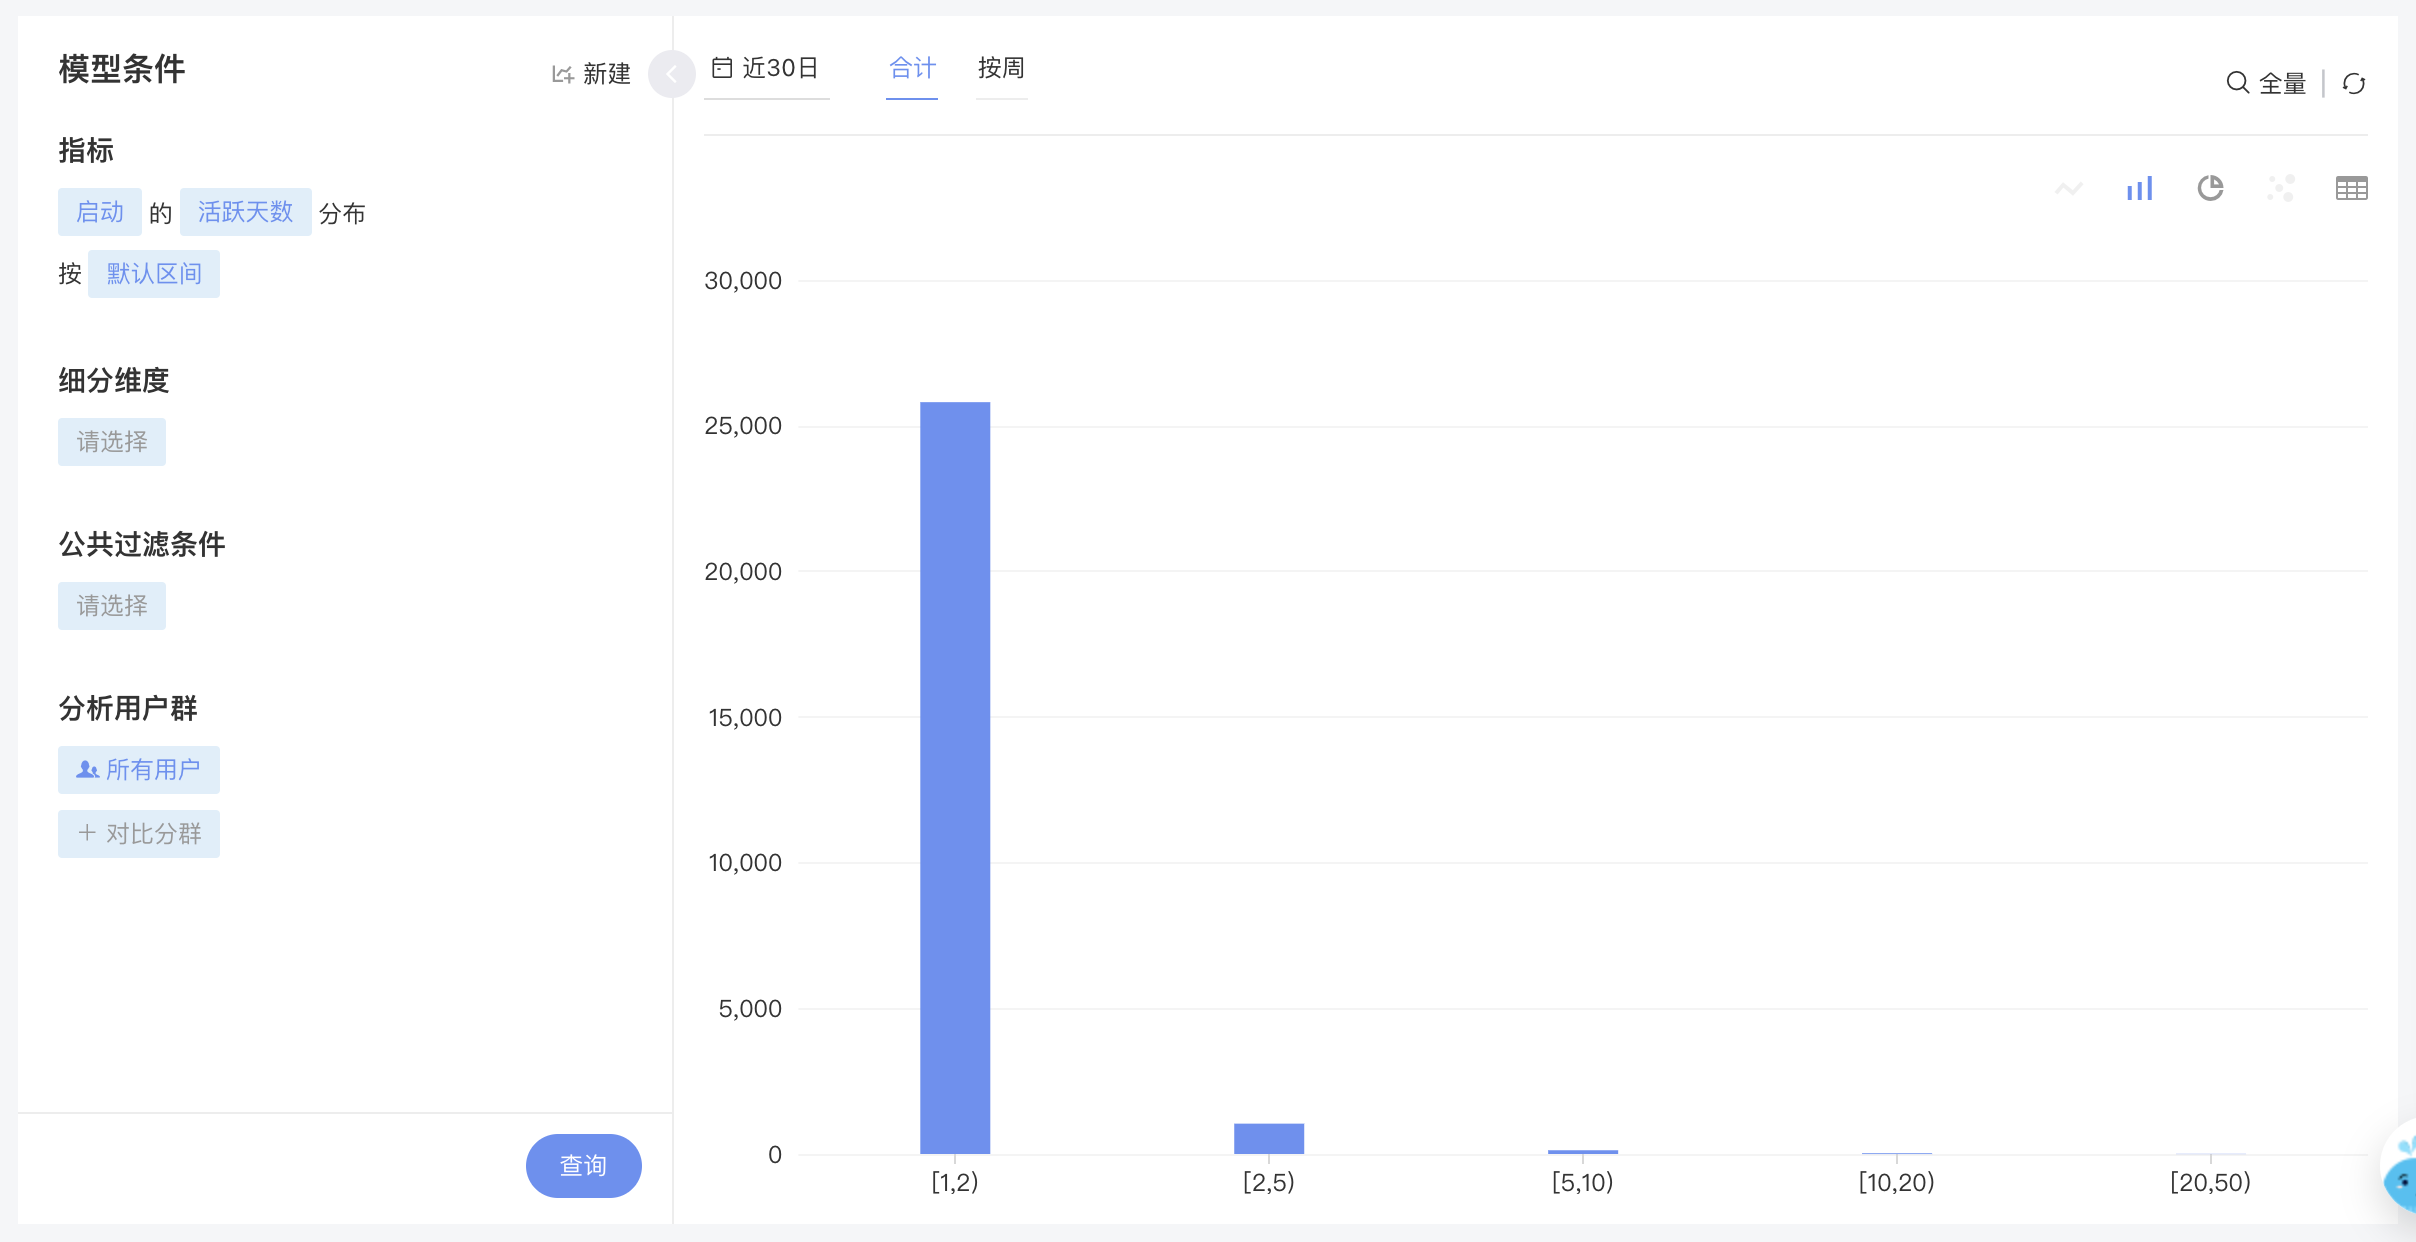 模型条件
新建
指标
启动 的 活跃天数 分布
按 默认区间
细分维度
请选择
公共过滤条件
请选择
分析用户群
所有用户
+ 对比分群
查询
近30日 合计 按周
全量
30,000
25,000
20,000
15,000
10,000
5,000
0
[1,2) [2,5) [5,10) [10,20) [20,50)